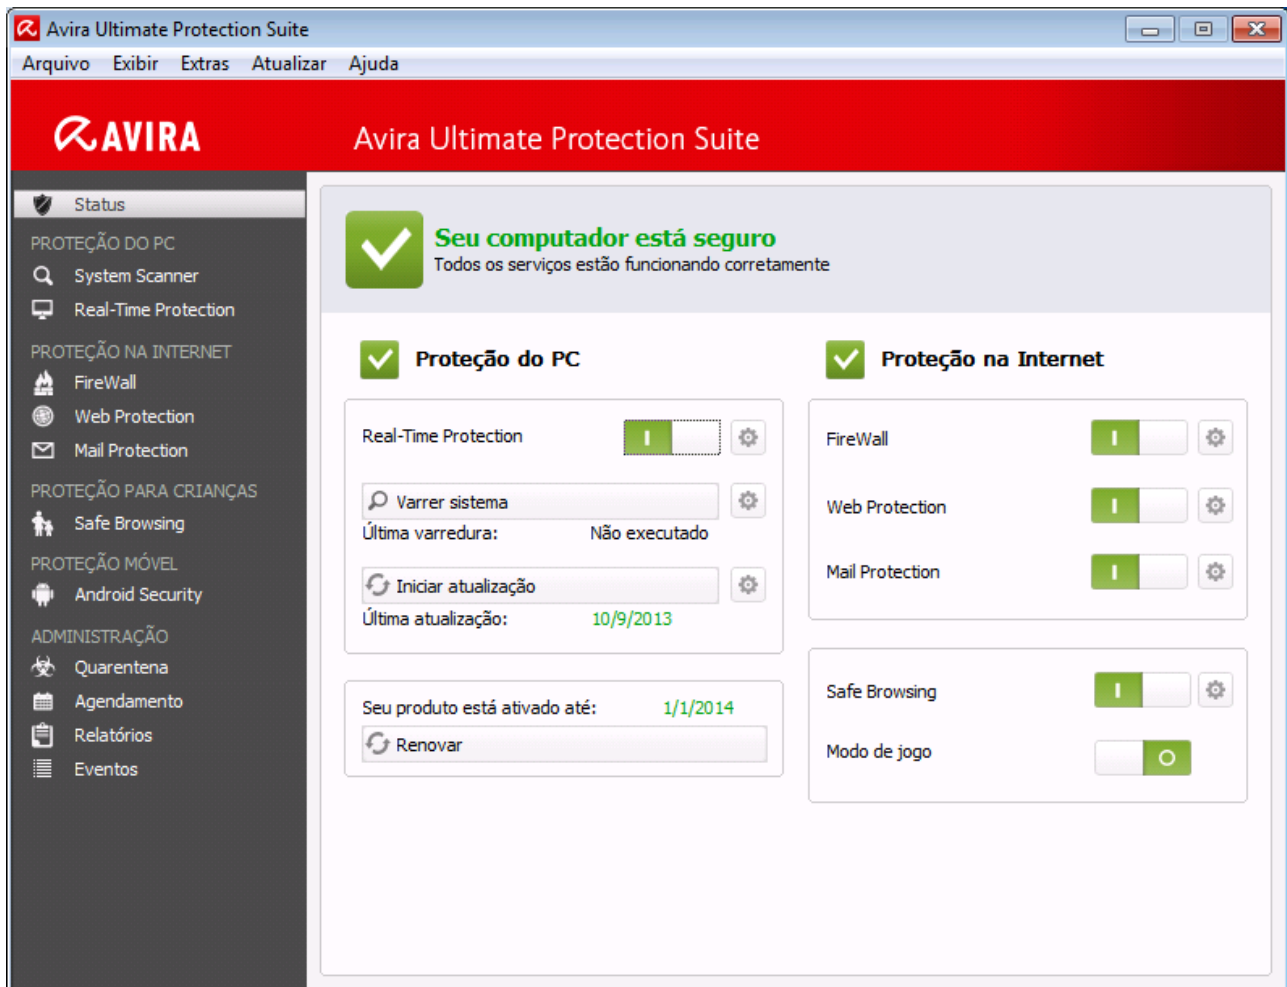 Avira Ultimate Protection Suite
Arquivo Exibir Extras Atualizar Ajuda
AVIRA
Avira Ultimate Protection Suite
Status
PROTEÇÃO DO PC
System Scanner
Real-Time Protection
PROTEÇÃO NA INTERNET
FireWall
Web Protection
Mail Protection
PROTEÇÃO PARA CRIANÇAS
Safe Browsing
PROTEÇÃO MÓVEL
Android Security
ADMINISTRAÇÃO
Quarentena
Agendamento
Relatórios
Eventos
Seu computador está seguro
Todos os serviços estão funcionando corretamente
Proteção do PC
Real-Time Protection
Varrer sistema
Última varredura: Não executado
Iniciar atualização
Última atualização: 10/9/2013
Seu produto está ativado até: 1/1/2014
Renovar
Proteção na Internet
FireWall
Web Protection
Mail Protection
Safe Browsing
Modo de jogo